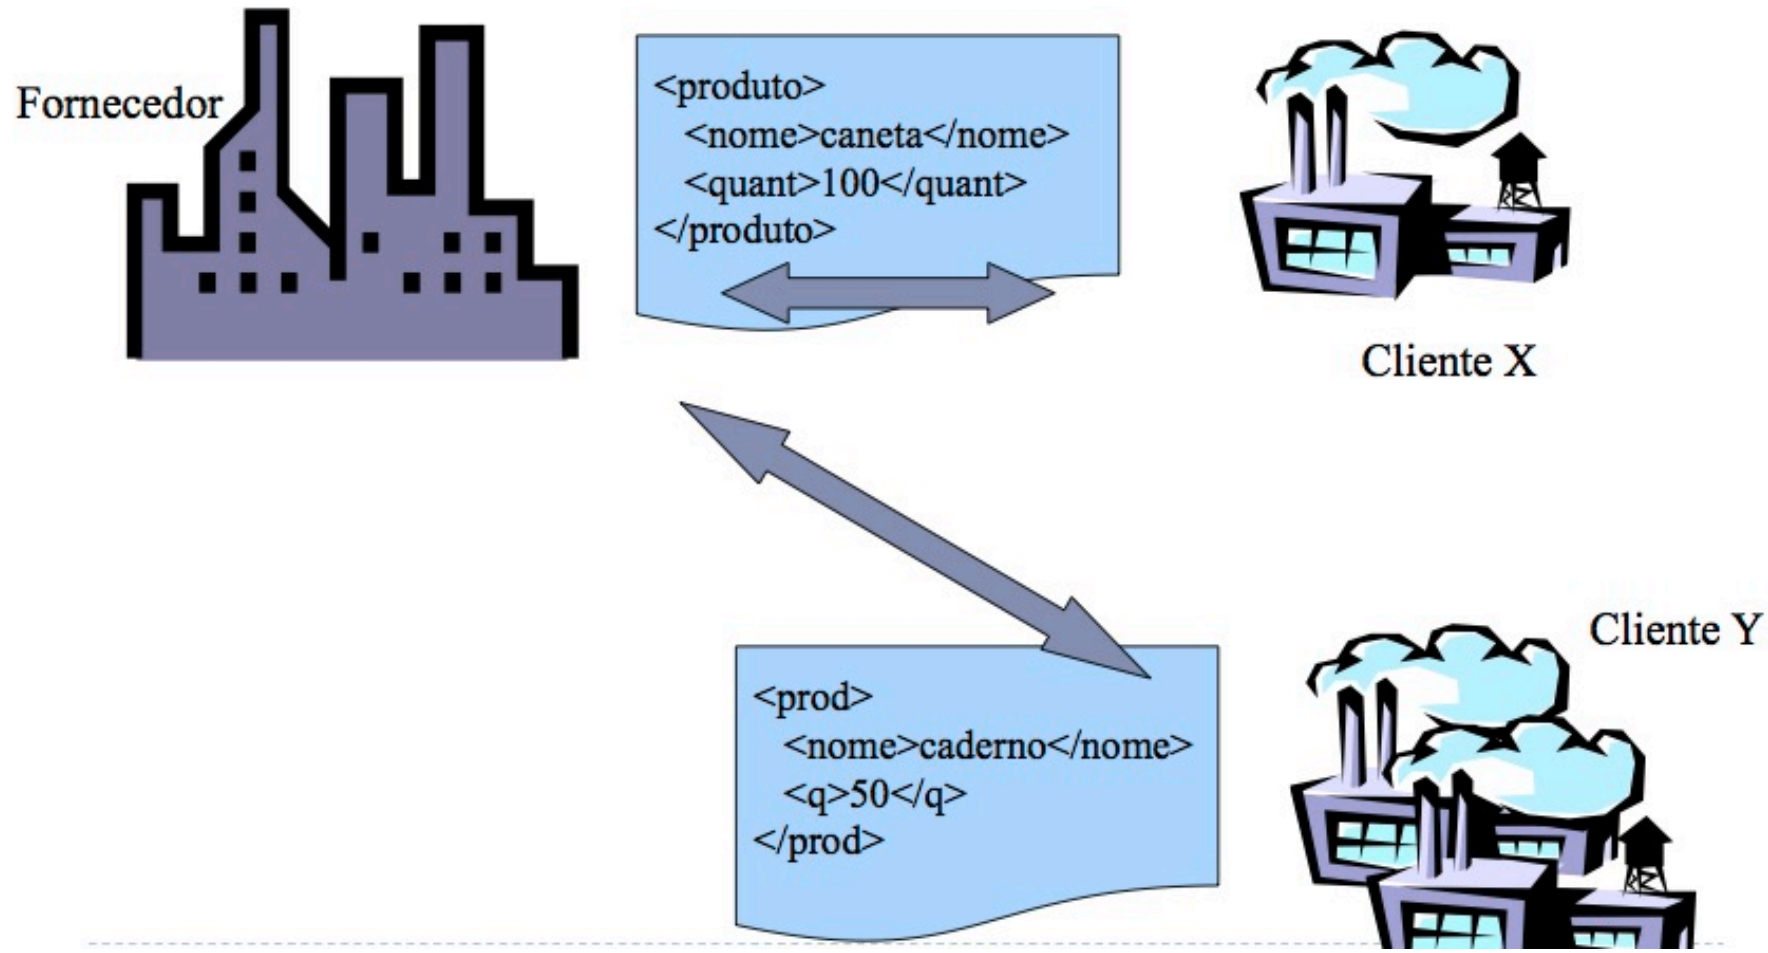 Fornecedor
<produto>
<nome>caneta</nome>
<quant>100</quant>
</produto>
Cliente X
Cliente Y
<prod>
<nome>caderno</nome>
<q>50</q>
</prod>